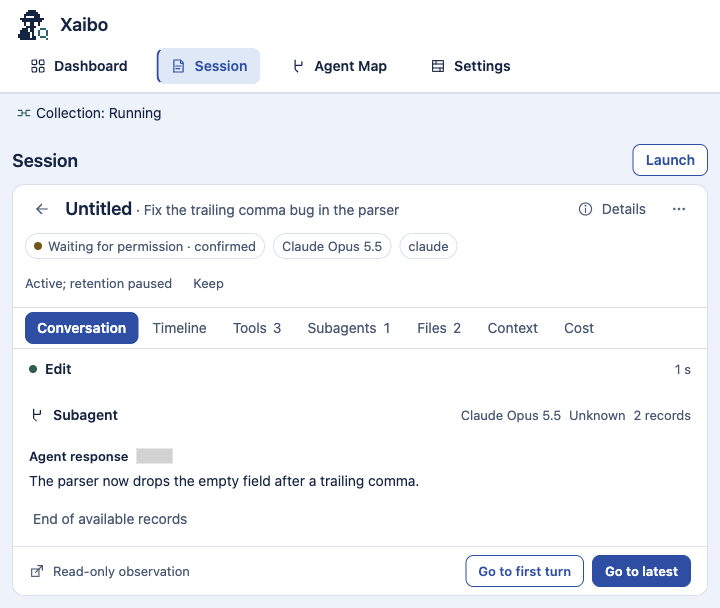 Xaibo
Dashboard Session Agent Map Settings
Collection: Running
Session Launch
Untitled · Fix the trailing comma bug in the parser Details
Waiting for permission · confirmed Claude Opus 5.5 claude
Active; retention paused Keep
Conversation Timeline Tools 3 Subagents 1 Files 2 Context Cost
Edit 1 s
Subagent Claude Opus 5.5 Unknown 2 records
Agent response
The parser now drops the empty field after a trailing comma.
End of available records
Read-only observation Go to first turn Go to latest